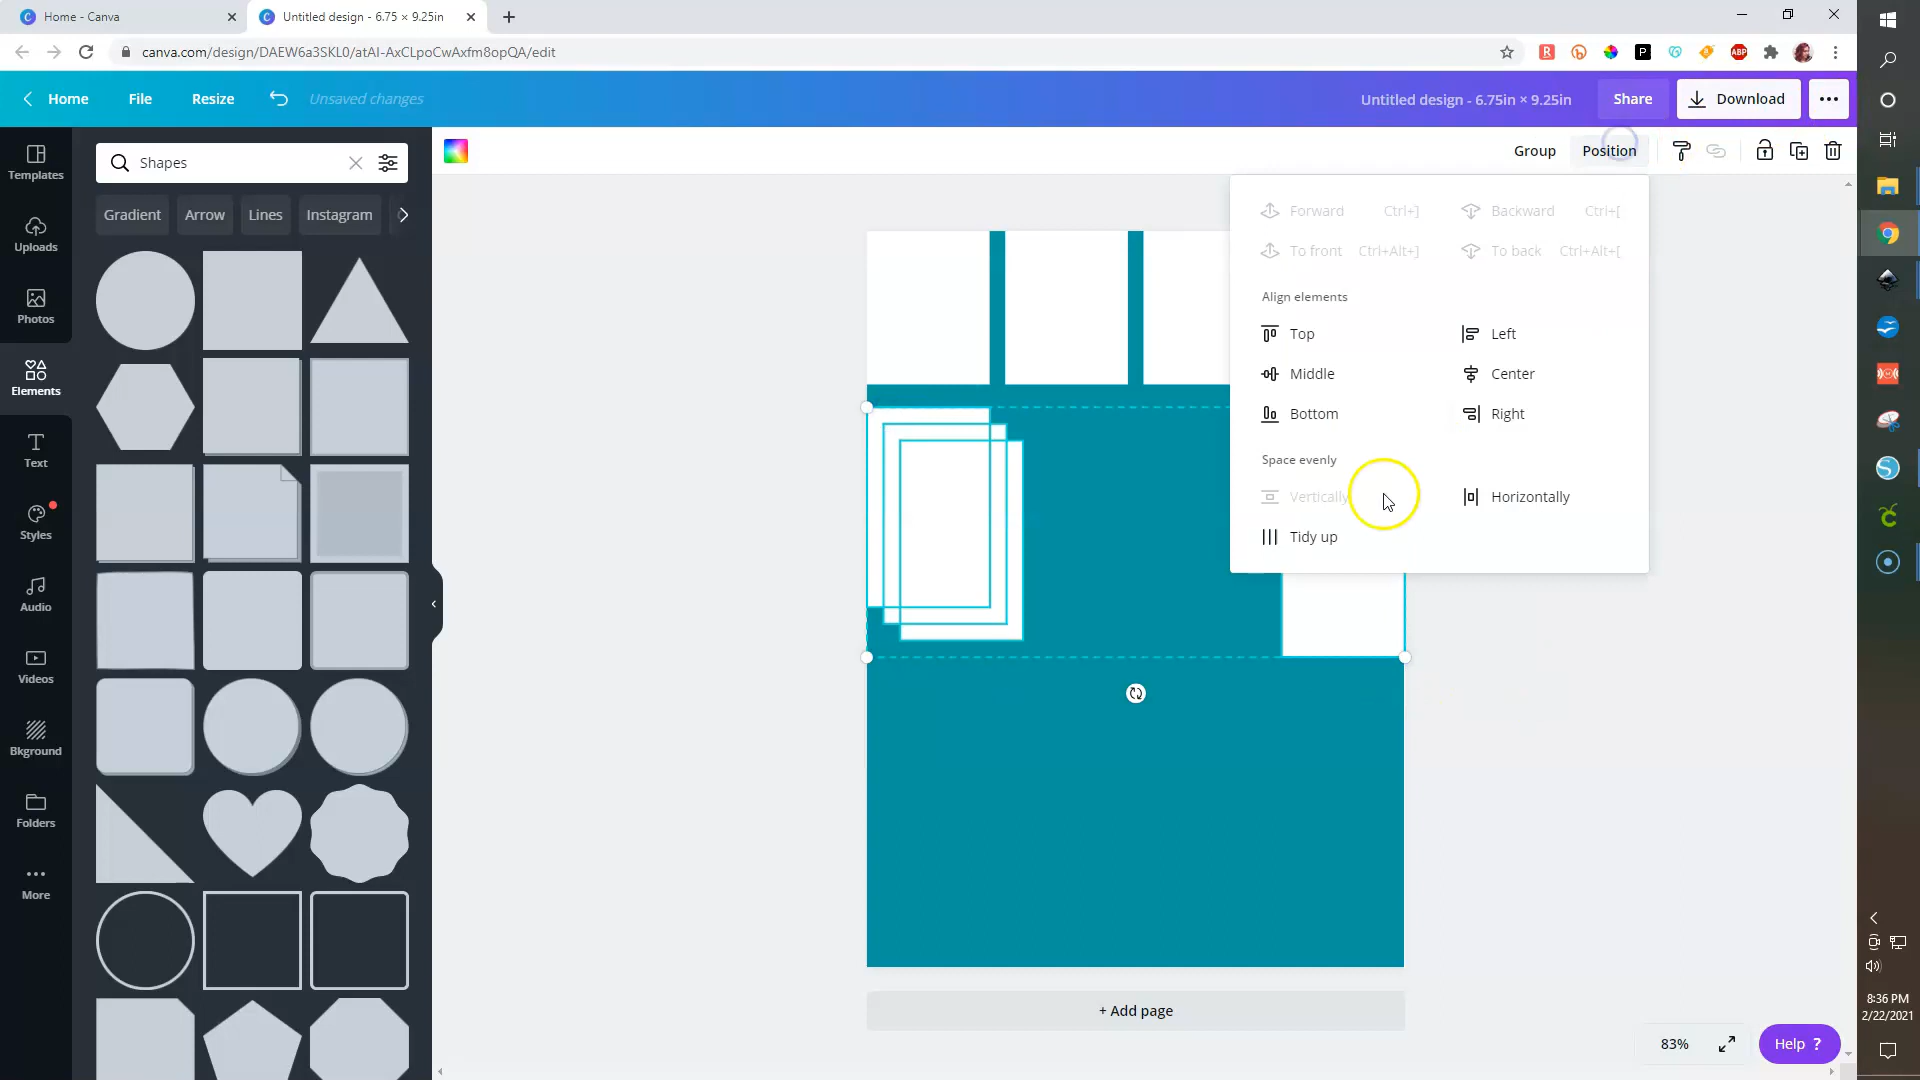 Home - Canva
Untitled design - 6.75 × 9.25in
canva.com/design/DAEW6a3SKL0/atAI-AxCLpoCwAxfm8opQA/edit
Home
File
Resize
Unsaved changes
Untitled design - 6.75in × 9.25in
Share
Download
Group
Position
Templates
Uploads
Photos
Elements
Text
Styles
Audio
Videos
Bkground
Folders
More
Shapes
Gradient
Arrow
Lines
Instagram
Forward Ctrl+]
Backward Ctrl+[
To front Ctrl+Alt+]
To back Ctrl+Alt+[
Align elements
Top
Left
Middle
Center
Bottom
Right
Space evenly
Vertically
Horizontally
Tidy up
+ Add page
83%
Help ?
ABP
8:36 PM
2/22/2021